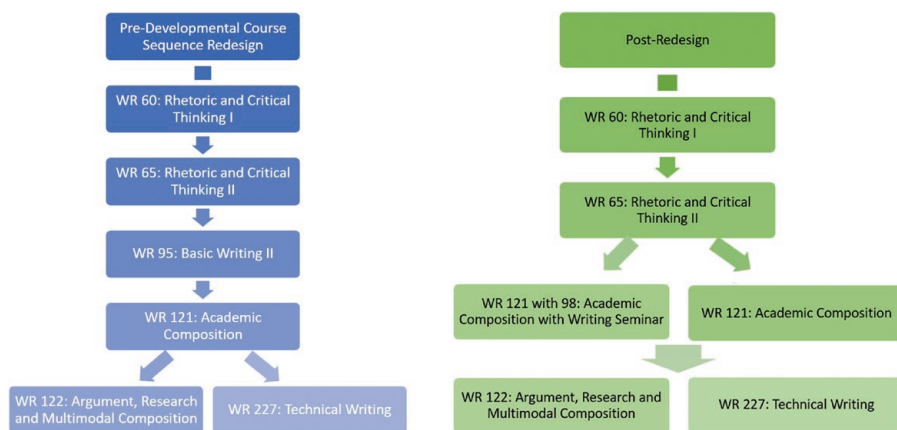 Pre-Developmental Course
Sequence Redesign
WR 60: Rhetoric and Critical
Thinking I
WR 65: Rhetoric and Critical
Thinking II
WR 95: Basic Writing II
WR 121: Academic
Composition
WR 122: Argument, Research
and Multimodal Composition
WR 227: Technical Writing
Post-Redesign
WR 60: Rhetoric and Critical
Thinking I
WR 65: Rhetoric and Critical
Thinking II
WR 121 with 98: Academic
Composition with Writing Seminar
WR 121: Academic Composition
WR 122: Argument, Research and
Multimodal Composition
WR 227: Technical Writing